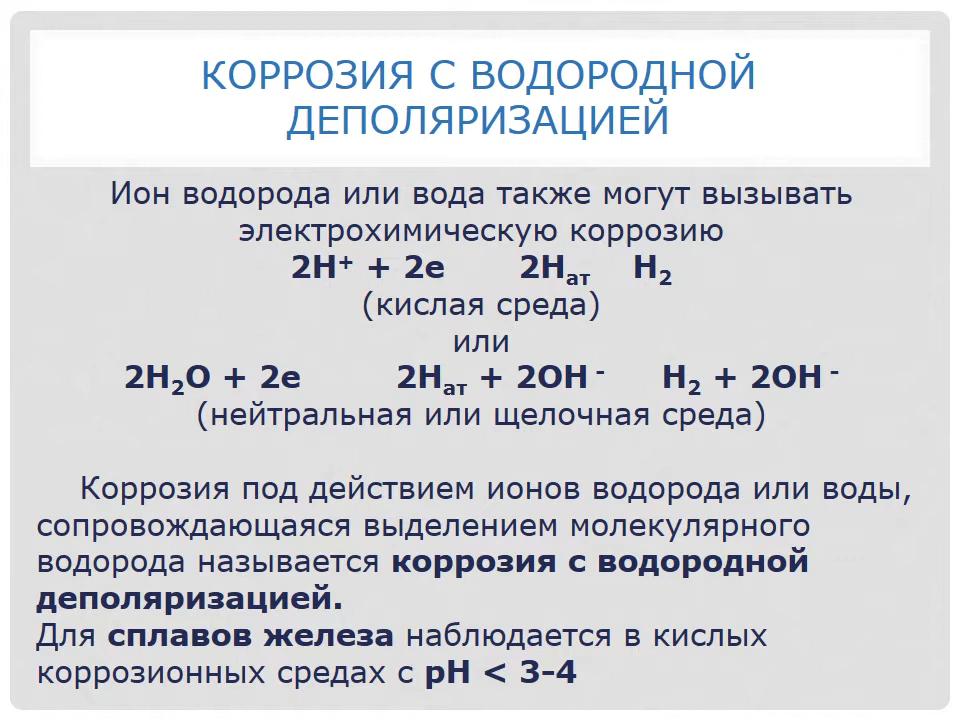 КОРРОЗИЯ С ВОДОРОДНОЙ
ДЕПОЛЯРИЗАЦИЕЙ
Ион водорода или вода также могут вызывать
электрохимическую коррозию
2H⁺ + 2e 2Hат H₂
(кислая среда)
или
2H₂O + 2e 2Hат + 2OH⁻ H₂ + 2OH⁻
(нейтральная или щелочная среда)
Коррозия под действием ионов водорода или воды,
сопровождающаяся выделением молекулярного
водорода называется коррозия с водородной
деполяризацией.
Для сплавов железа наблюдается в кислых
коррозионных средах с pH < 3–4